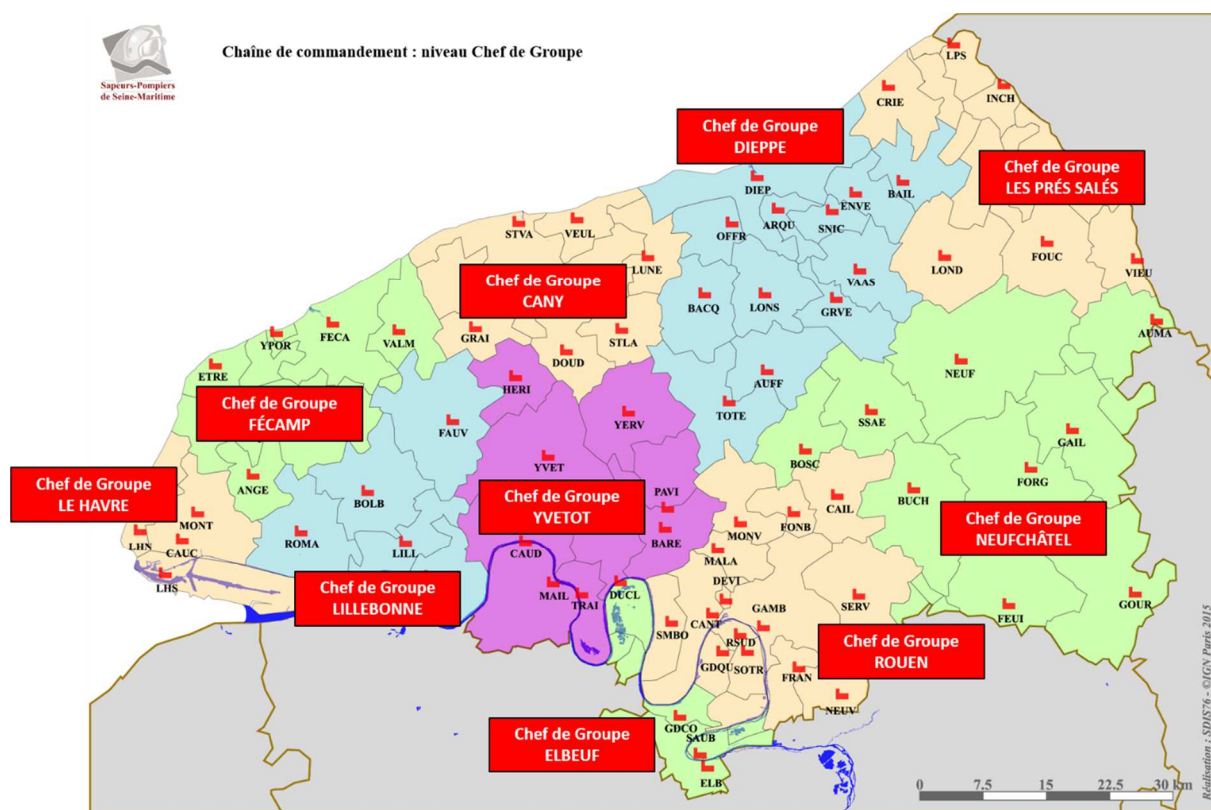 Chaîne de commandement : niveau Chef de Groupe
Sapeurs-Pompiers
de Seine-Maritime
LPS
CRIE
INCH
Chef de Groupe
DIEPPE
Chef de Groupe
LES PRÉS SALÉS
DIEP
ENVE
BAIL
ARQU
SNIC
OFFR
STVA
VEUL
LUNE
LOND
FOUC
VIEU
Chef de Groupe
CANY
VAAS
BACQ
LONS
GRVE
YPOR
FECA
VALM
GRAI
STLA
DOUD
AUMA
NEUF
ETRE
HERI
AUFF
TOTE
Chef de Groupe
FÉCAMP
FAUV
YERV
SSAE
GAIL
YVET
BOSC
Chef de Groupe
LE HAVRE
ANGE
BOLB
Chef de Groupe
YVETOT
PAVI
CAIL
BUCH
FORG
MONT
LHN
CAUC
ROMA
LILL
CAUD
BARE
MONV
FONB
Chef de Groupe
NEUFCHÂTEL
MALA
LHS
Chef de Groupe
LILLEBONNE
MAIL
TRAI
DUCL
DEVI
SERV
FEUI
GOUR
SMBO
CANT
GAMB
RSUD
GDQU
SOTR
Chef de Groupe
ROUEN
FRAN
NEUV
Chef de Groupe
ELBEUF
GDCO
SAUB
ELB
0 7.5 15 22.5 30 km
Réalisation : SDIS76 - ©IGN Paris 2015